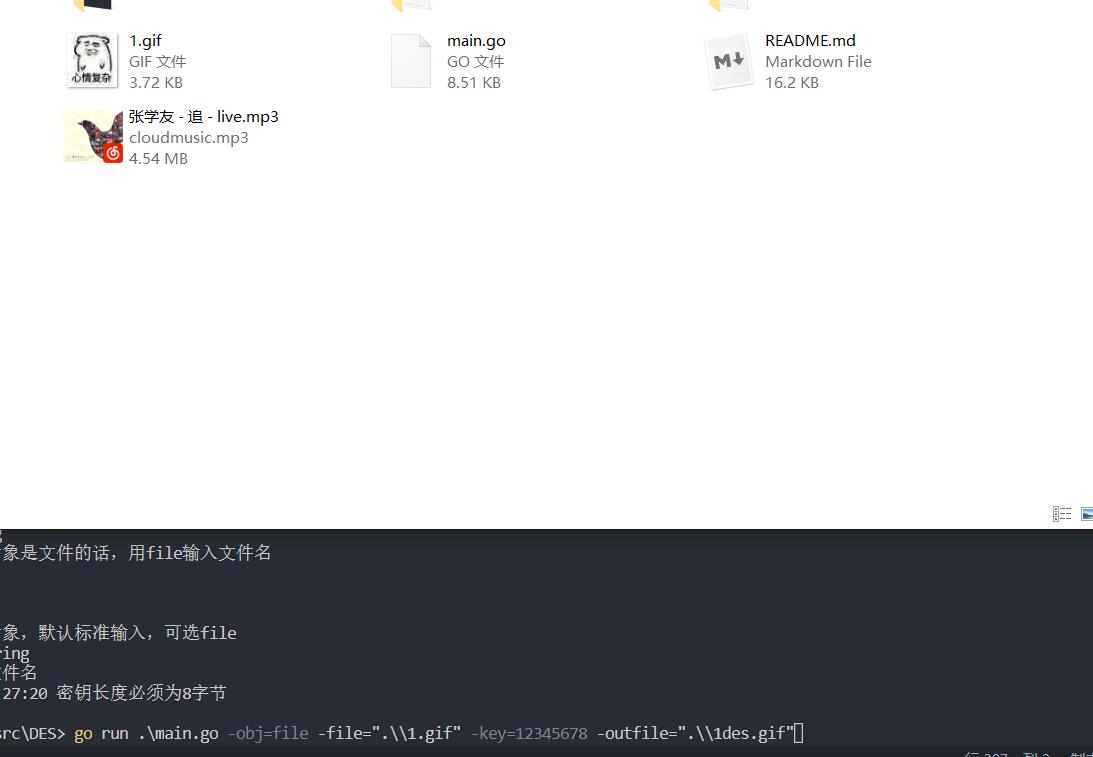 1.gif
GIF 文件
3.72 KB
心情复杂
main.go
GO 文件
8.51 KB
README.md
Markdown File
16.2 KB
张学友 - 追 - live.mp3
cloudmusic.mp3
4.54 MB
象是文件的话，用file输入文件名
象，默认标准输入，可选file
ring
件名
27:20 密钥长度必须为8字节
src\DES> go run .\main.go -obj=file -file=".\\1.gif" -key=12345678 -outfile=".\\1des.gif"